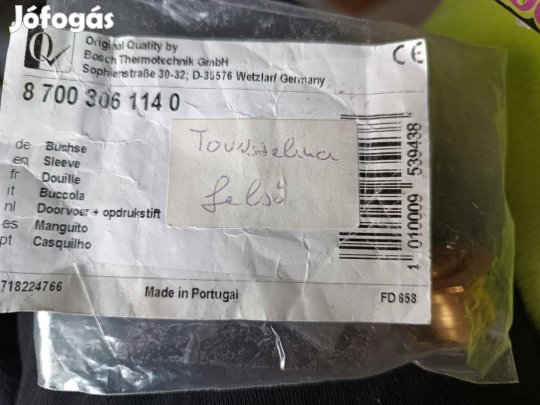 Jófogás
Original Quality by
Bosch Thermotechnik GmbH
Sophienstraße 30-32; D-35576 Wetzlar/ Germany
CE
8 700 306 114 0
de Buchse
en Sleeve
fr Douille
it Buccola
nl Doorvoer + opdrukstift
es Manguito
pt Casquilho
felső
1 010009 539438
718224766
Made in Portugal
FD 658